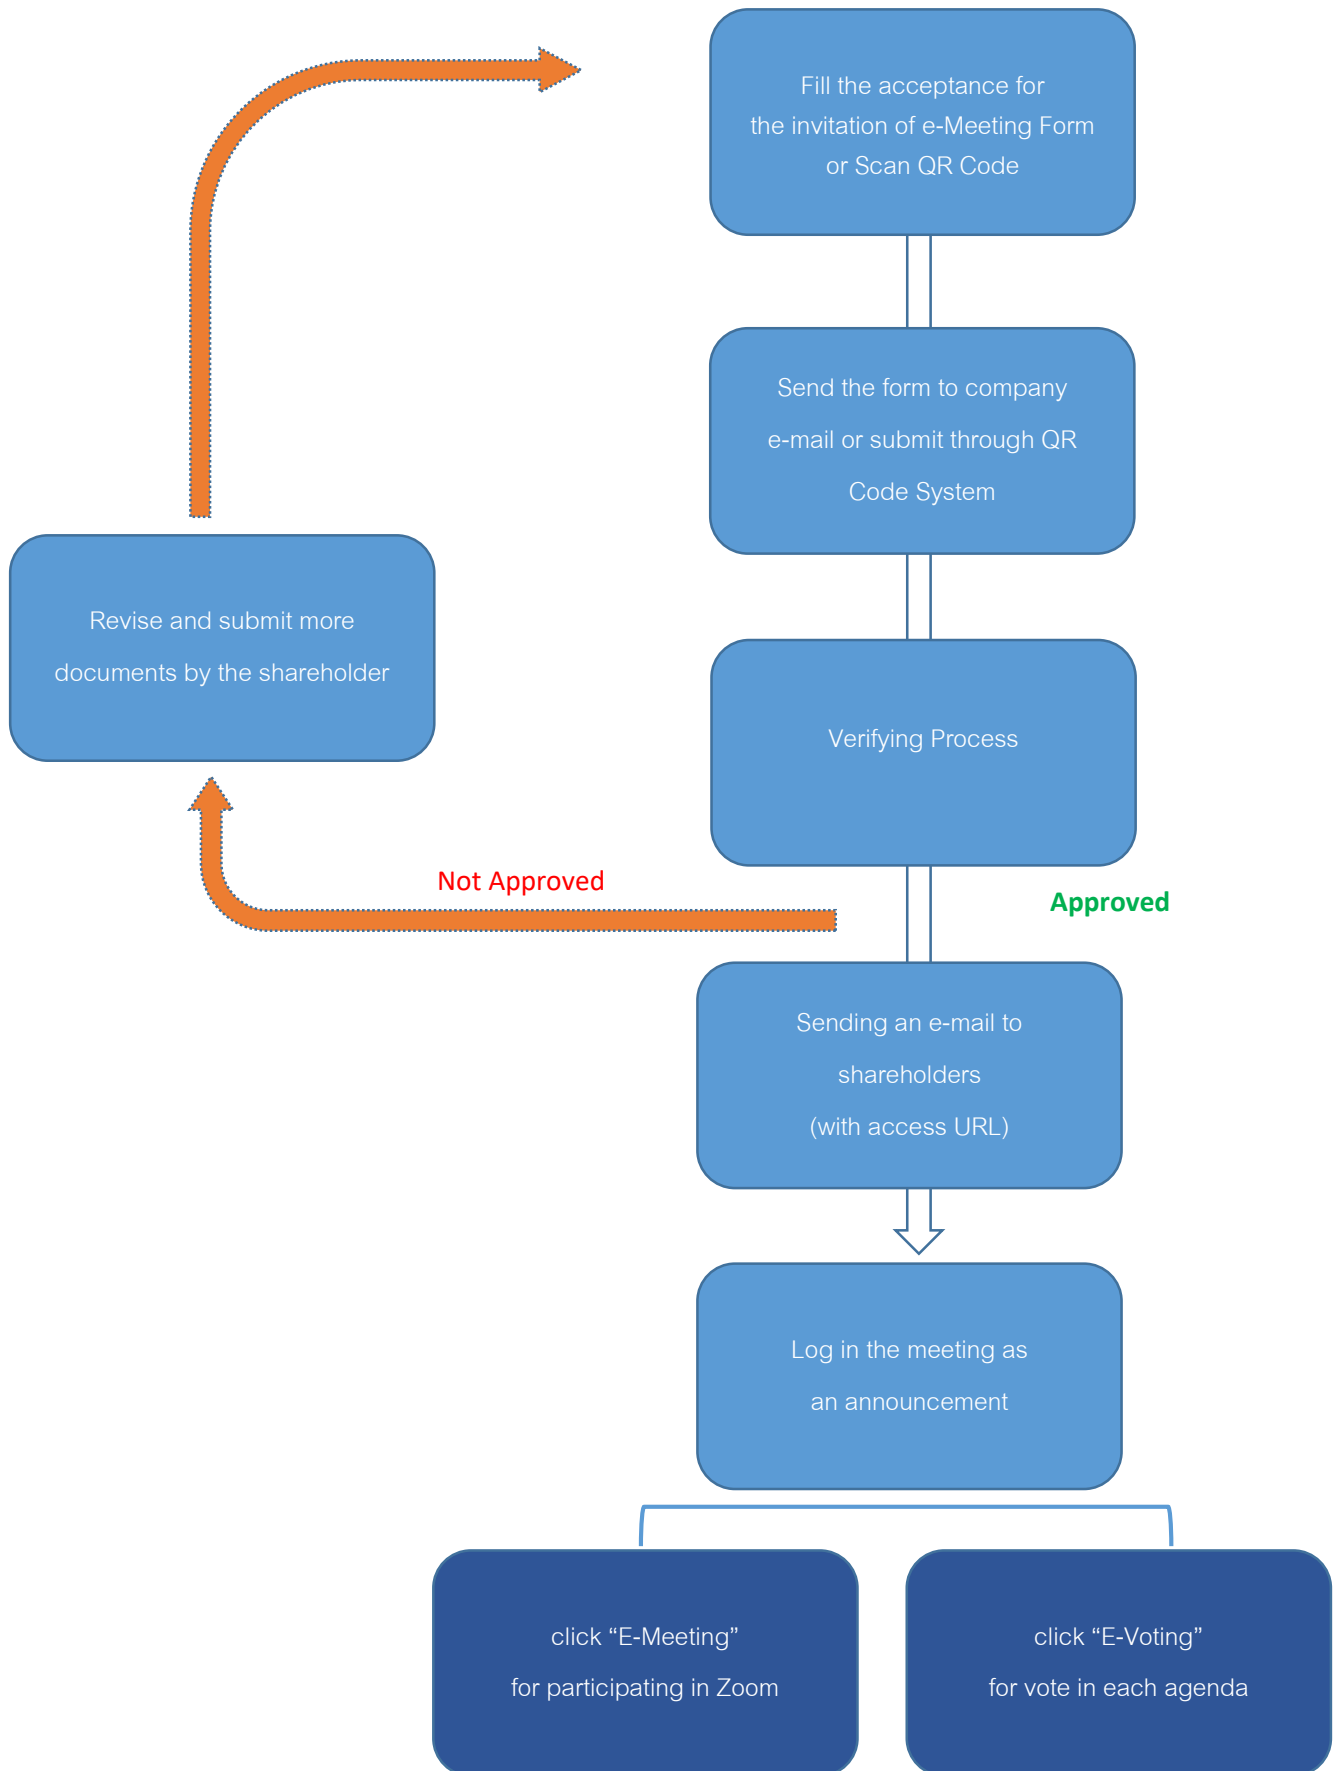 Fill the acceptance for
the invitation of e-Meeting Form
or Scan QR Code
Send the form to company
e-mail or submit through QR
Code System
Revise and submit more
documents by the shareholder
Verifying Process
Not Approved
Approved
Sending an e-mail to
shareholders
(with access URL)
Log in the meeting as
an announcement
click “E-Meeting”
for participating in Zoom
click “E-Voting”
for vote in each agenda